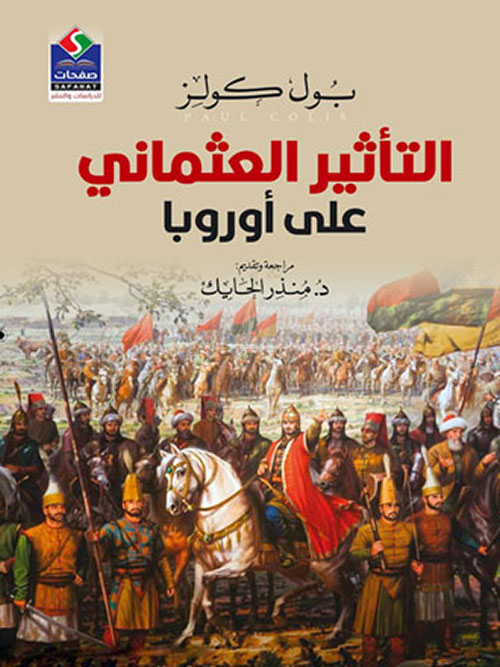 صفحات
SAFAHAT
للدراسات والنشر
بول كولز
PAUL COLIS
التأثير العثماني
على أوروبا
مراجعة وتقديم:
د. منذر الحايك